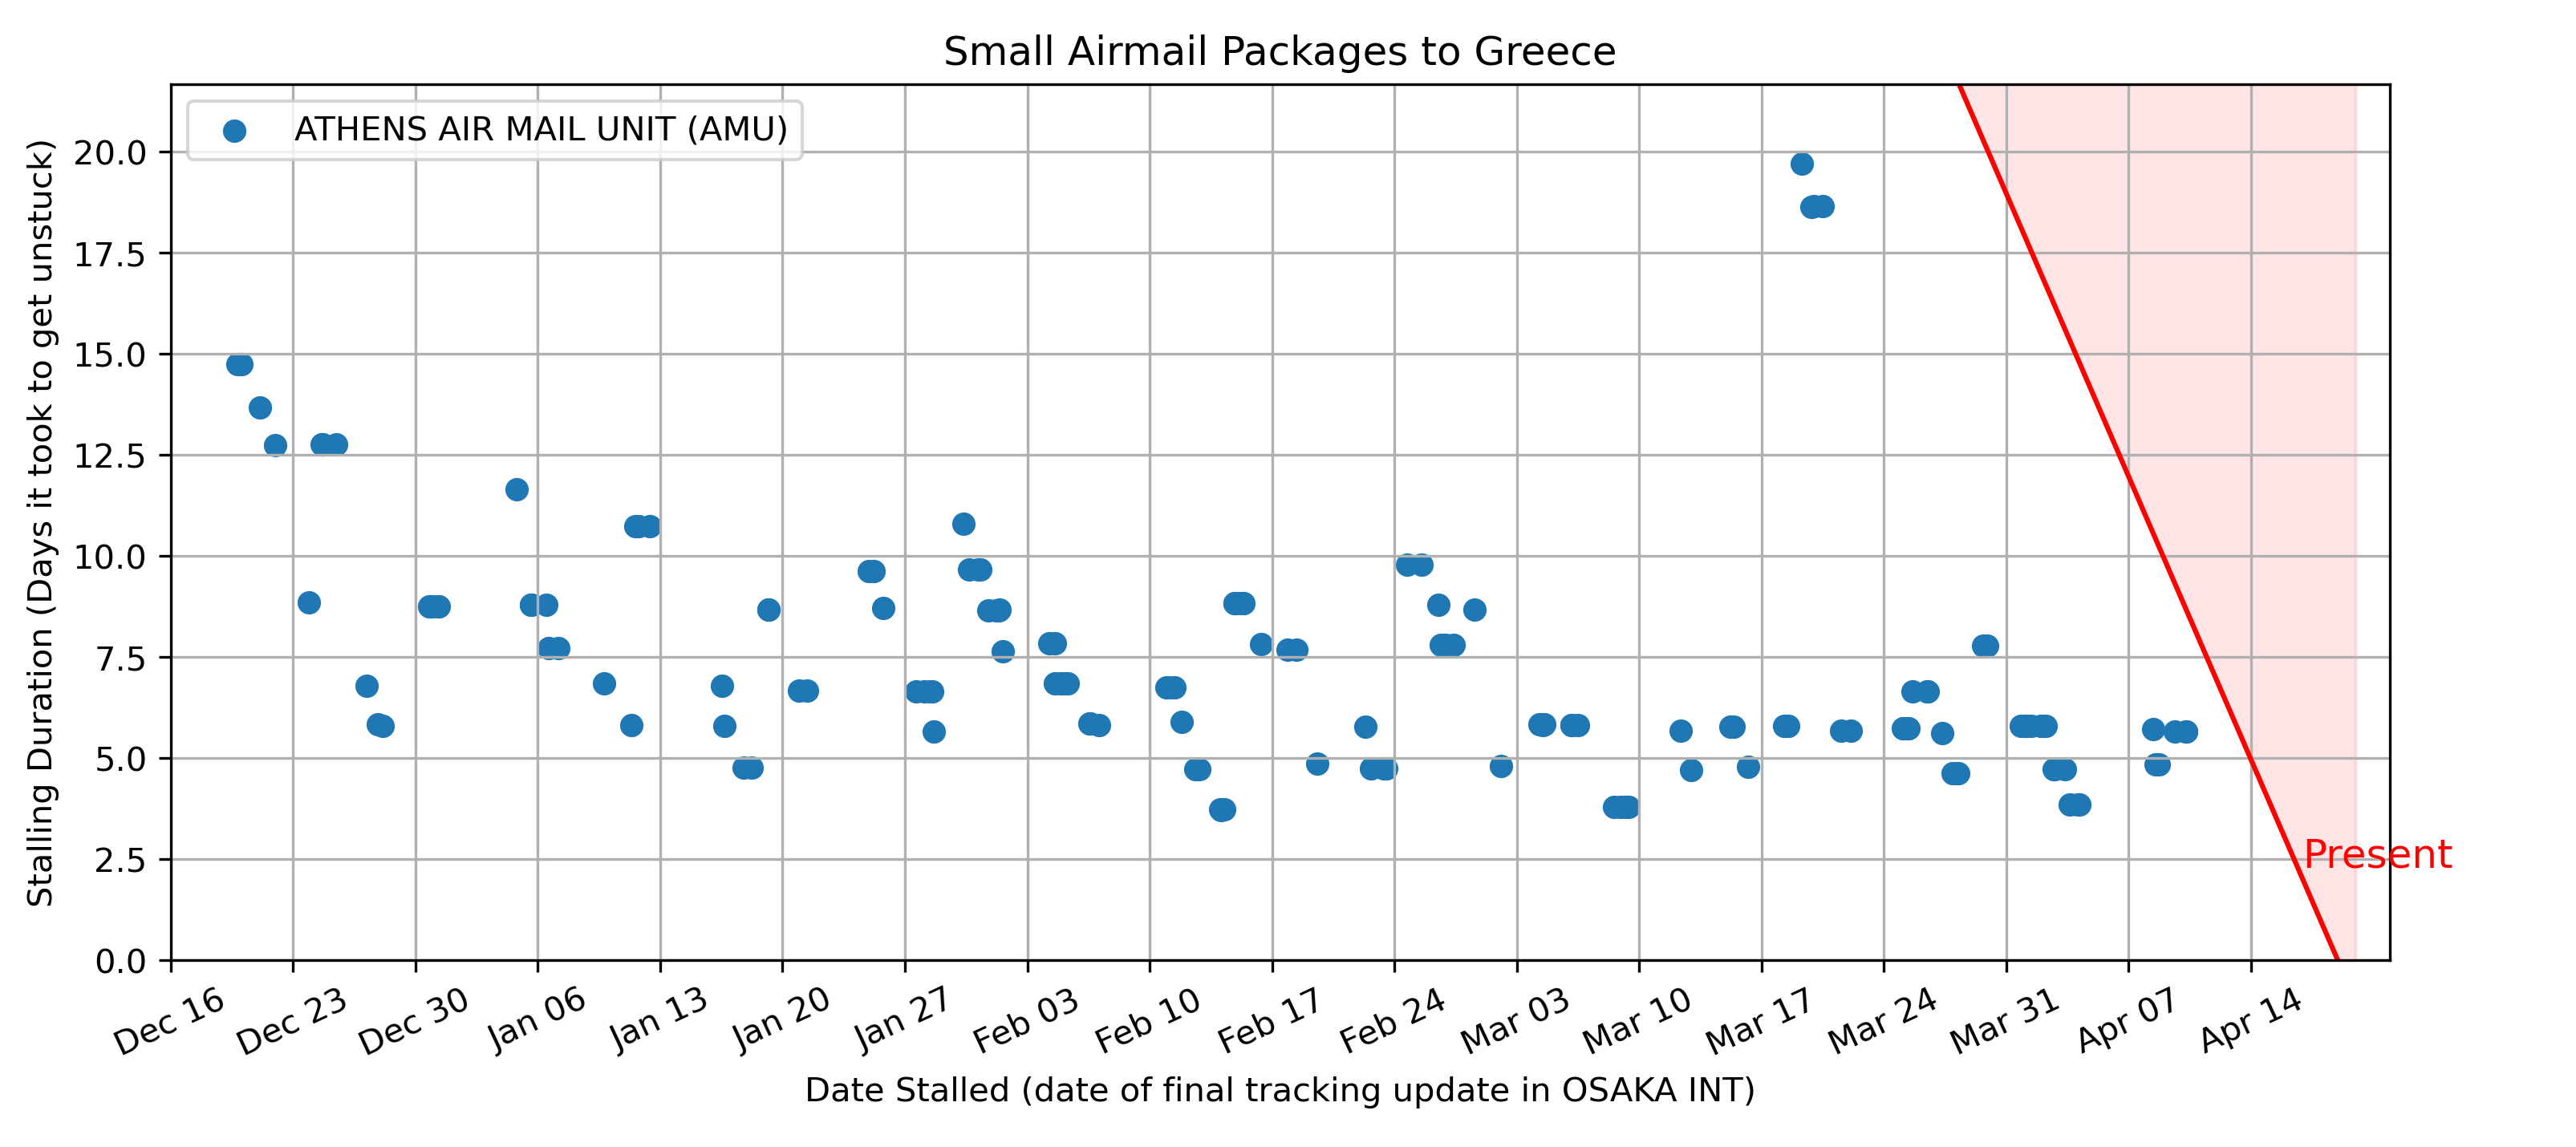 Small Airmail Packages to Greece
ATHENS AIR MAIL UNIT (AMU)
Stalling Duration (Days it took to get unstuck)
20.0
17.5
15.0
12.5
10.0
7.5
5.0
2.5
0.0
Present
Dec 16
Dec 23
Dec 30
Jan 06
Jan 13
Jan 20
Jan 27
Feb 03
Feb 10
Feb 17
Feb 24
Mar 03
Mar 10
Mar 17
Mar 24
Mar 31
Apr 07
Apr 14
Date Stalled (date of final tracking update in OSAKA INT)